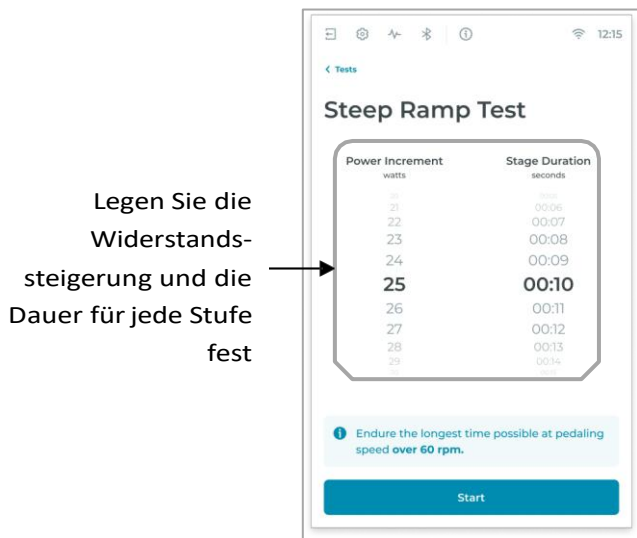 12:15
Tests
Steep Ramp Test
Power Increment Stage Duration
watts seconds
21 00:06
22 00:07
23 00:08
24 00:09
25 00:10
26 00:11
27 00:12
28 00:13
29 00:14
Legen Sie die
Widerstands-
steigerung und die
Dauer für jede Stufe
fest
Endure the longest time possible at pedaling
speed over 60 rpm.
Start